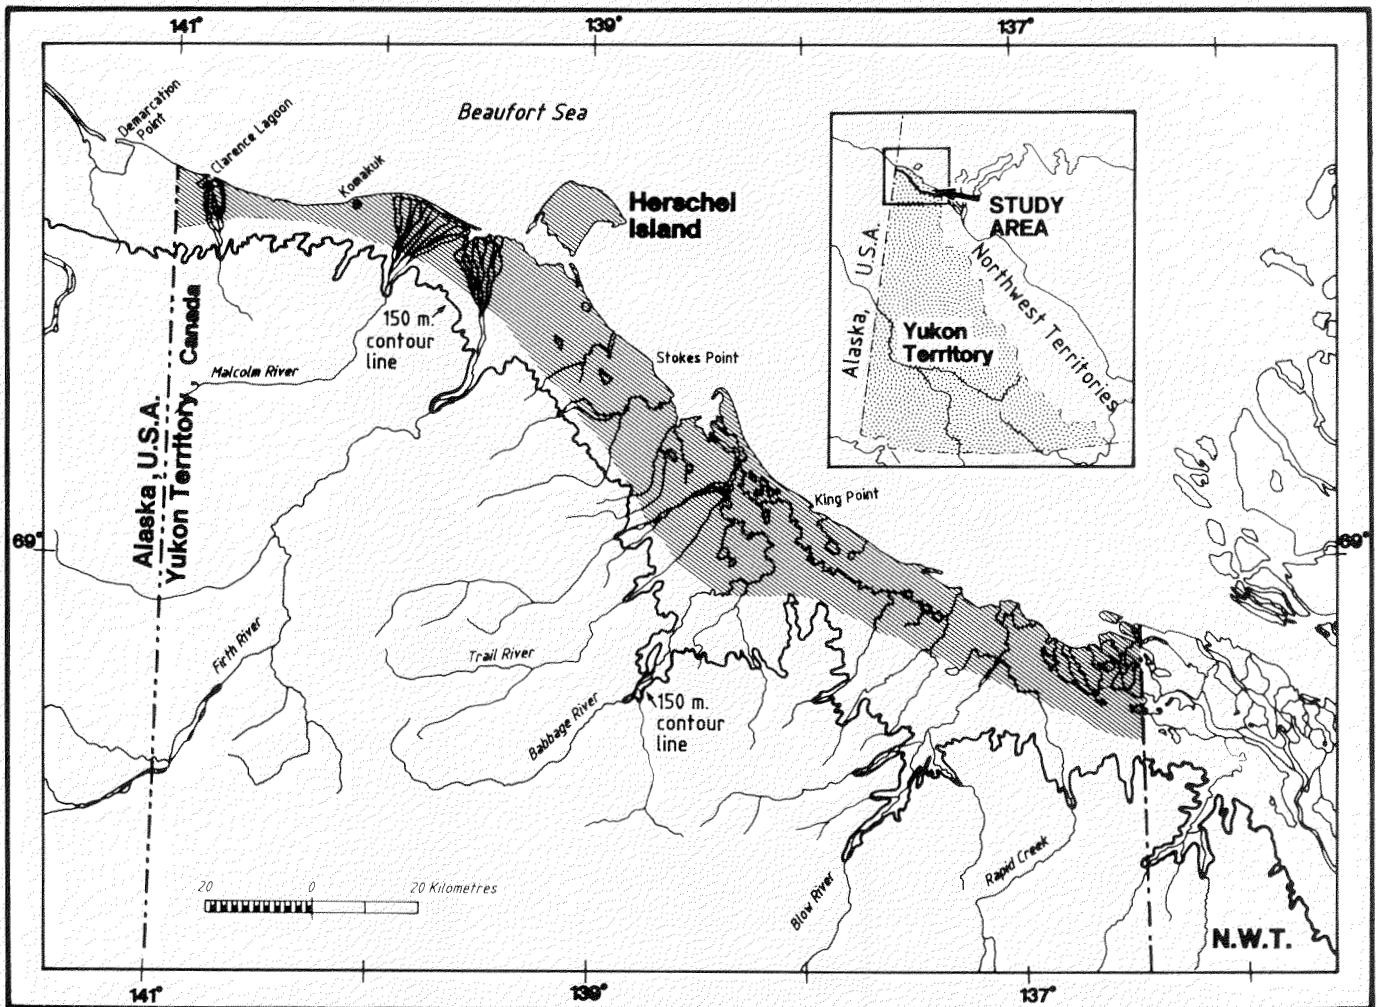 141°
139°
137°
Demarcation
Point
Clarence Lagoon
Komakuk
Beaufort Sea
Herschel
Island
STUDY
AREA
Alaska, U.S.A.
Northwest Territories
Yukon
Territory
150 m.
contour
line
Malcolm River
Stokes Point
Alaska, U.S.A.
Yukon Territory, Canada
King Point
69°
69°
Firth River
Trail River
Babbage River
150 m.
contour
line
Blow River
Rapid Creek
20 0 20 Kilometres
N.W.T.
141°
139°
137°